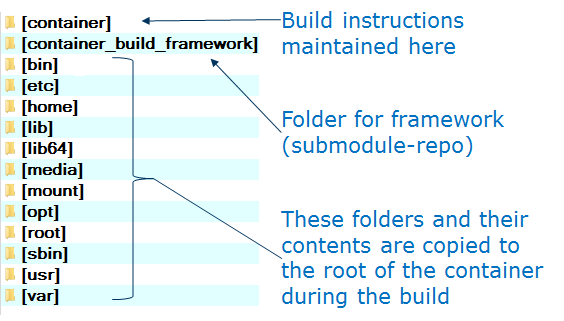 [container]
[container_build_framework]
[bin]
[etc]
[home]
[lib]
[lib64]
[media]
[mount]
[opt]
[root]
[sbin]
[usr]
[var]
Build instructions
maintained here
Folder for framework
(submodule-repo)
These folders and their
contents are copied to
the root of the container
during the build